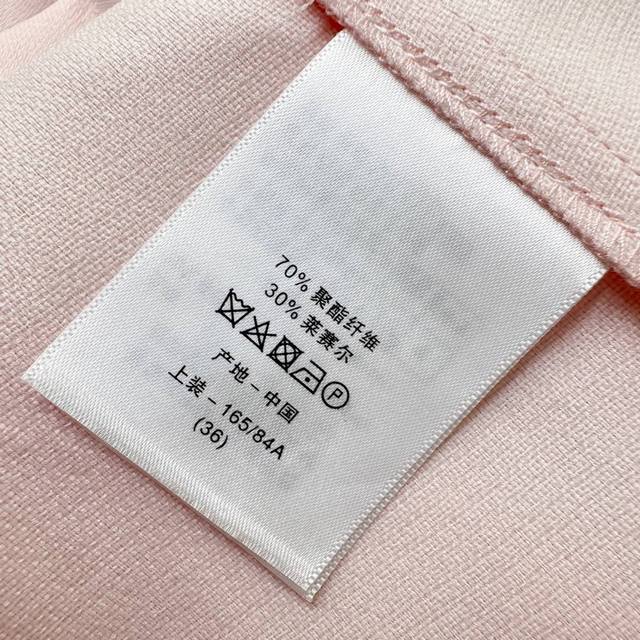 70% 聚酯纤维
30% 莱赛尔
P
产地 – 中国
上装 – 165/84A
(36)